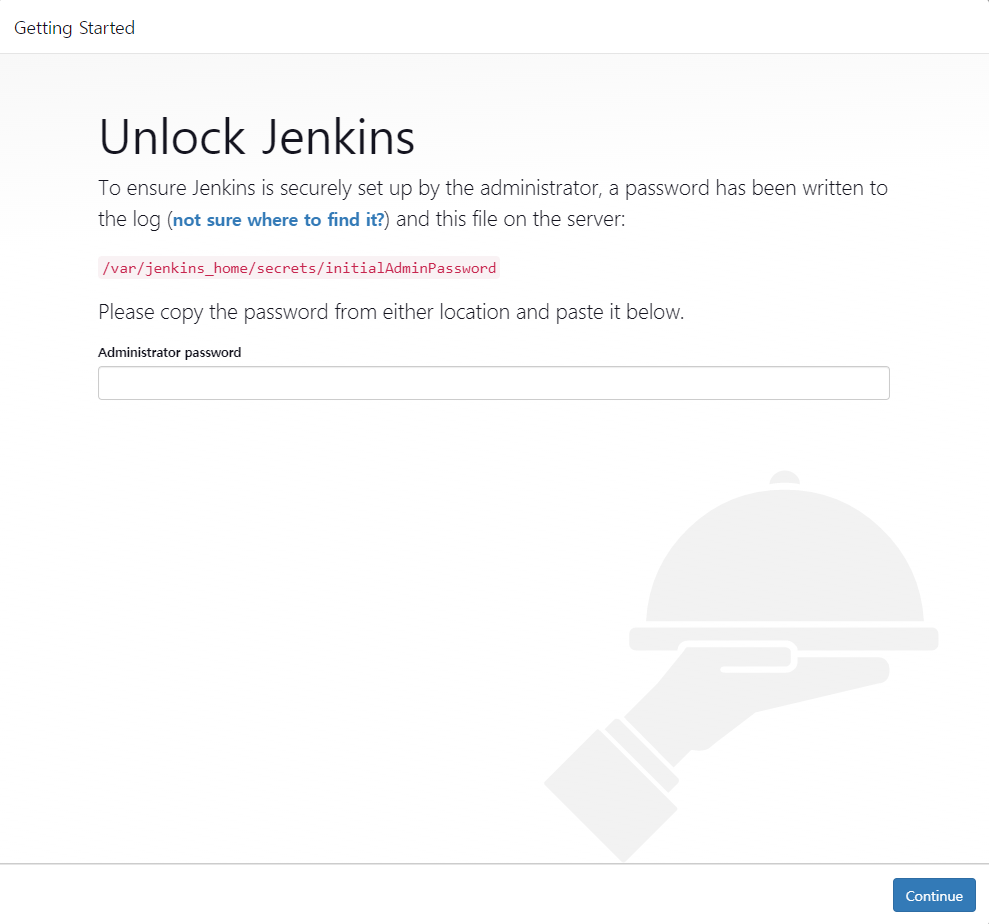 Getting Started
Unlock Jenkins
To ensure Jenkins is securely set up by the administrator, a password has been written to
the log (not sure where to find it?) and this file on the server:
/var/jenkins_home/secrets/initialAdminPassword
Please copy the password from either location and paste it below.
Administrator password
Continue